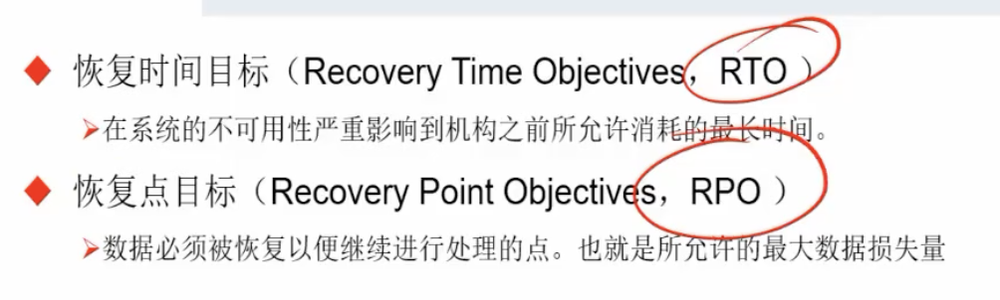 恢复时间目标（Recovery Time Objectives，RTO ）
在系统的不可用性严重影响到机构之前所允许消耗的最长时间。
恢复点目标（Recovery Point Objectives，RPO ）
数据必须被恢复以便继续进行处理的点。也就是所允许的最大数据损失量